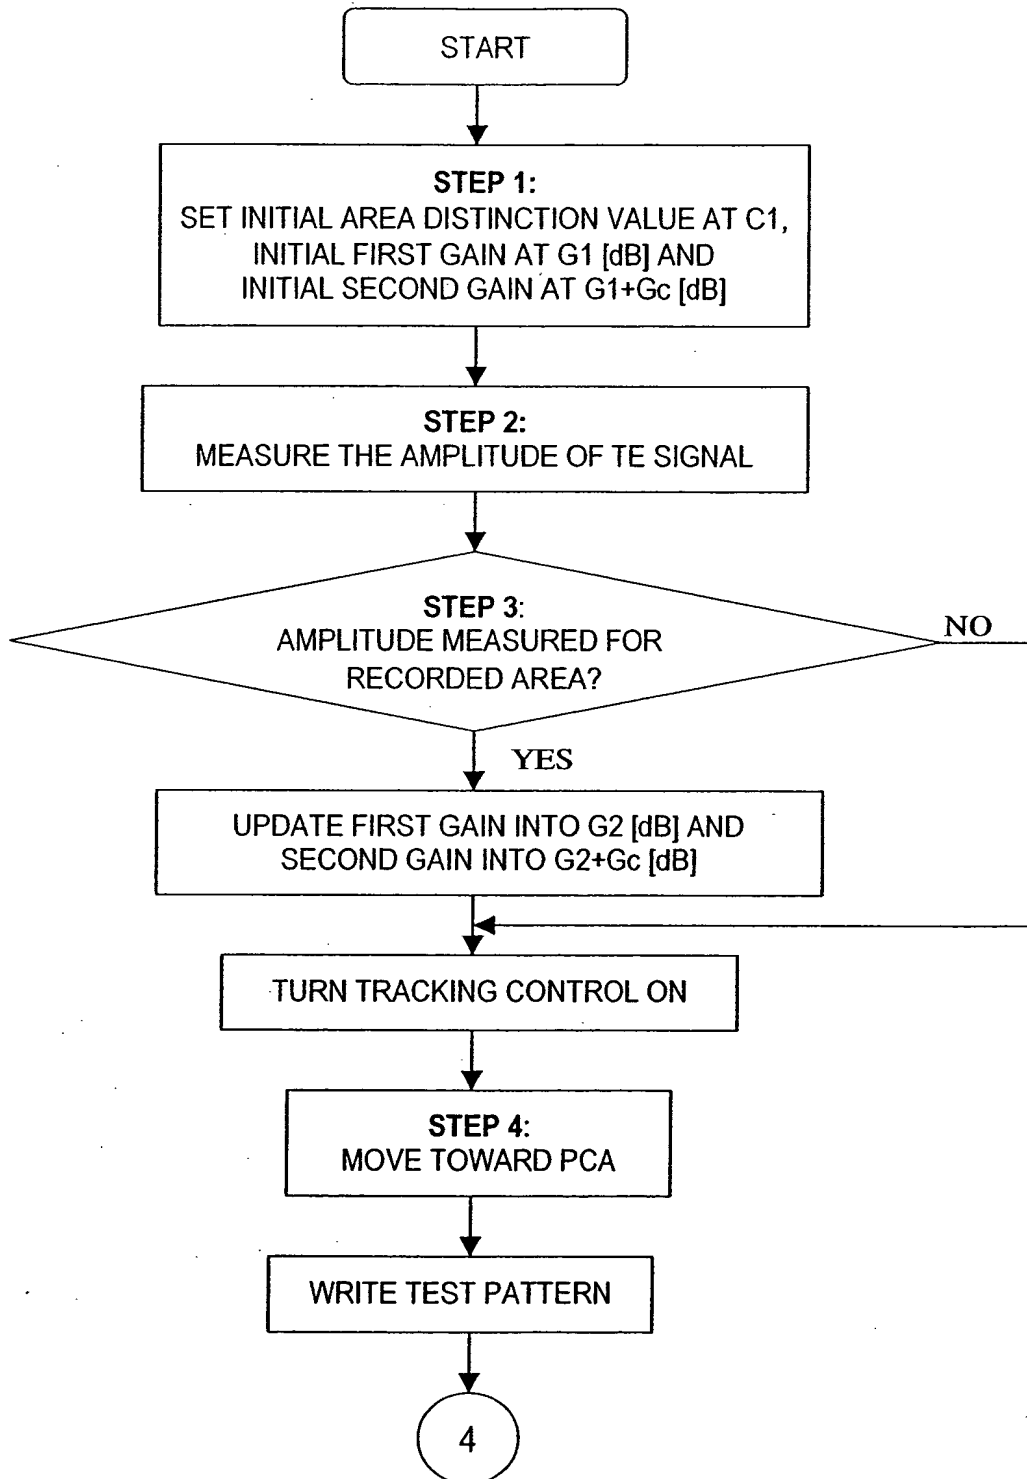 START
STEP 1:
SET INITIAL AREA DISTINCTION VALUE AT C1,
INITIAL FIRST GAIN AT G1 [dB] AND
INITIAL SECOND GAIN AT G1+Gc [dB]
STEP 2:
MEASURE THE AMPLITUDE OF TE SIGNAL
STEP 3:
AMPLITUDE MEASURED FOR
RECORDED AREA?
NO
YES
UPDATE FIRST GAIN INTO G2 [dB] AND
SECOND GAIN INTO G2+Gc [dB]
TURN TRACKING CONTROL ON
STEP 4:
MOVE TOWARD PCA
WRITE TEST PATTERN
4